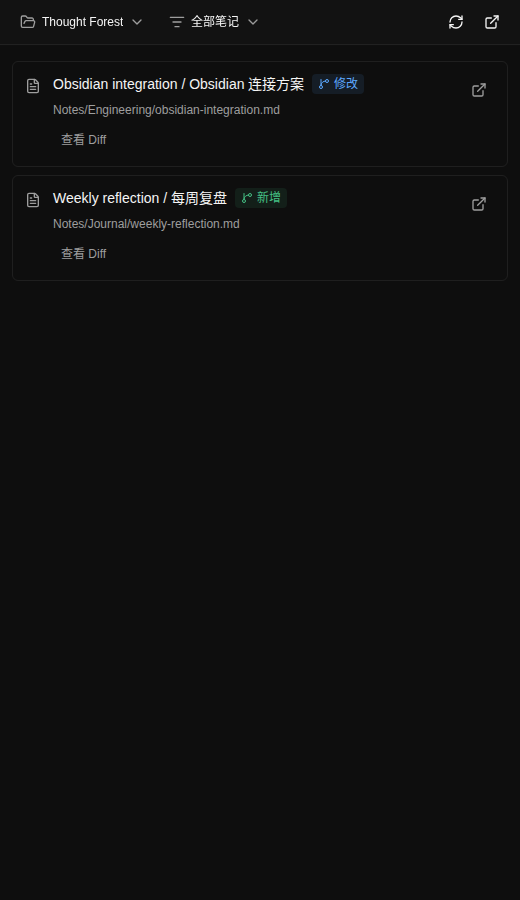 Thought Forest 全部笔记
Obsidian integration / Obsidian 连接方案 修改
Notes/Engineering/obsidian-integration.md
查看 Diff
Weekly reflection / 每周复盘 新增
Notes/Journal/weekly-reflection.md
查看 Diff